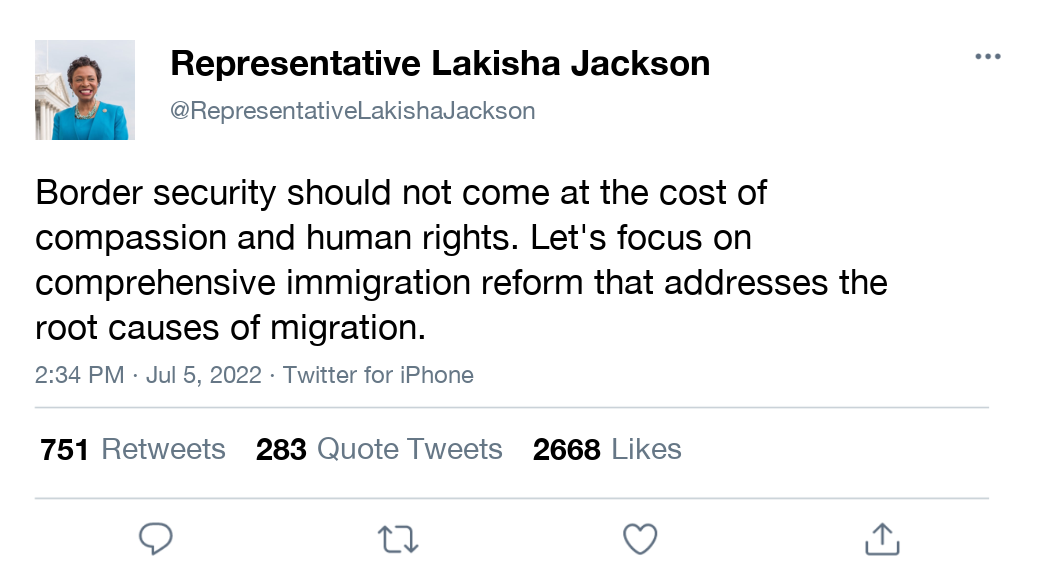 Representative Lakisha Jackson
@RepresentativeLakishaJackson
Border security should not come at the cost of
compassion and human rights. Let's focus on
comprehensive immigration reform that addresses the
root causes of migration.
2:34 PM · Jul 5, 2022 · Twitter for iPhone
751 Retweets 283 Quote Tweets 2668 Likes